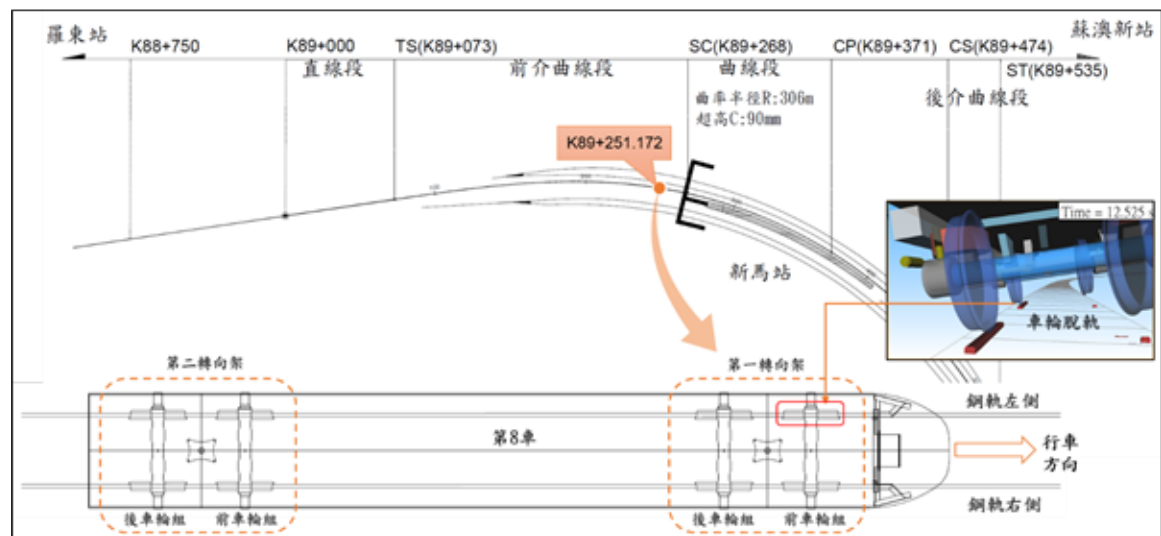 羅東站
蘇澳新站
K88+750
K89+000
TS(K89+073)
SC(K89+268)
CP(K89+371)
CS(K89+474)
ST(K89+535)
直線段
前介曲線段
曲線段
後介曲線段
曲率半徑R:306m
超高C:90mm
K89+251.172
新馬站
Time = 12.525 s
車輪脫軌
第二轉向架
第一轉向架
鋼軌左側
第8車
行車
方向
鋼軌右側
後車輪組
前車輪組
後車輪組
前車輪組